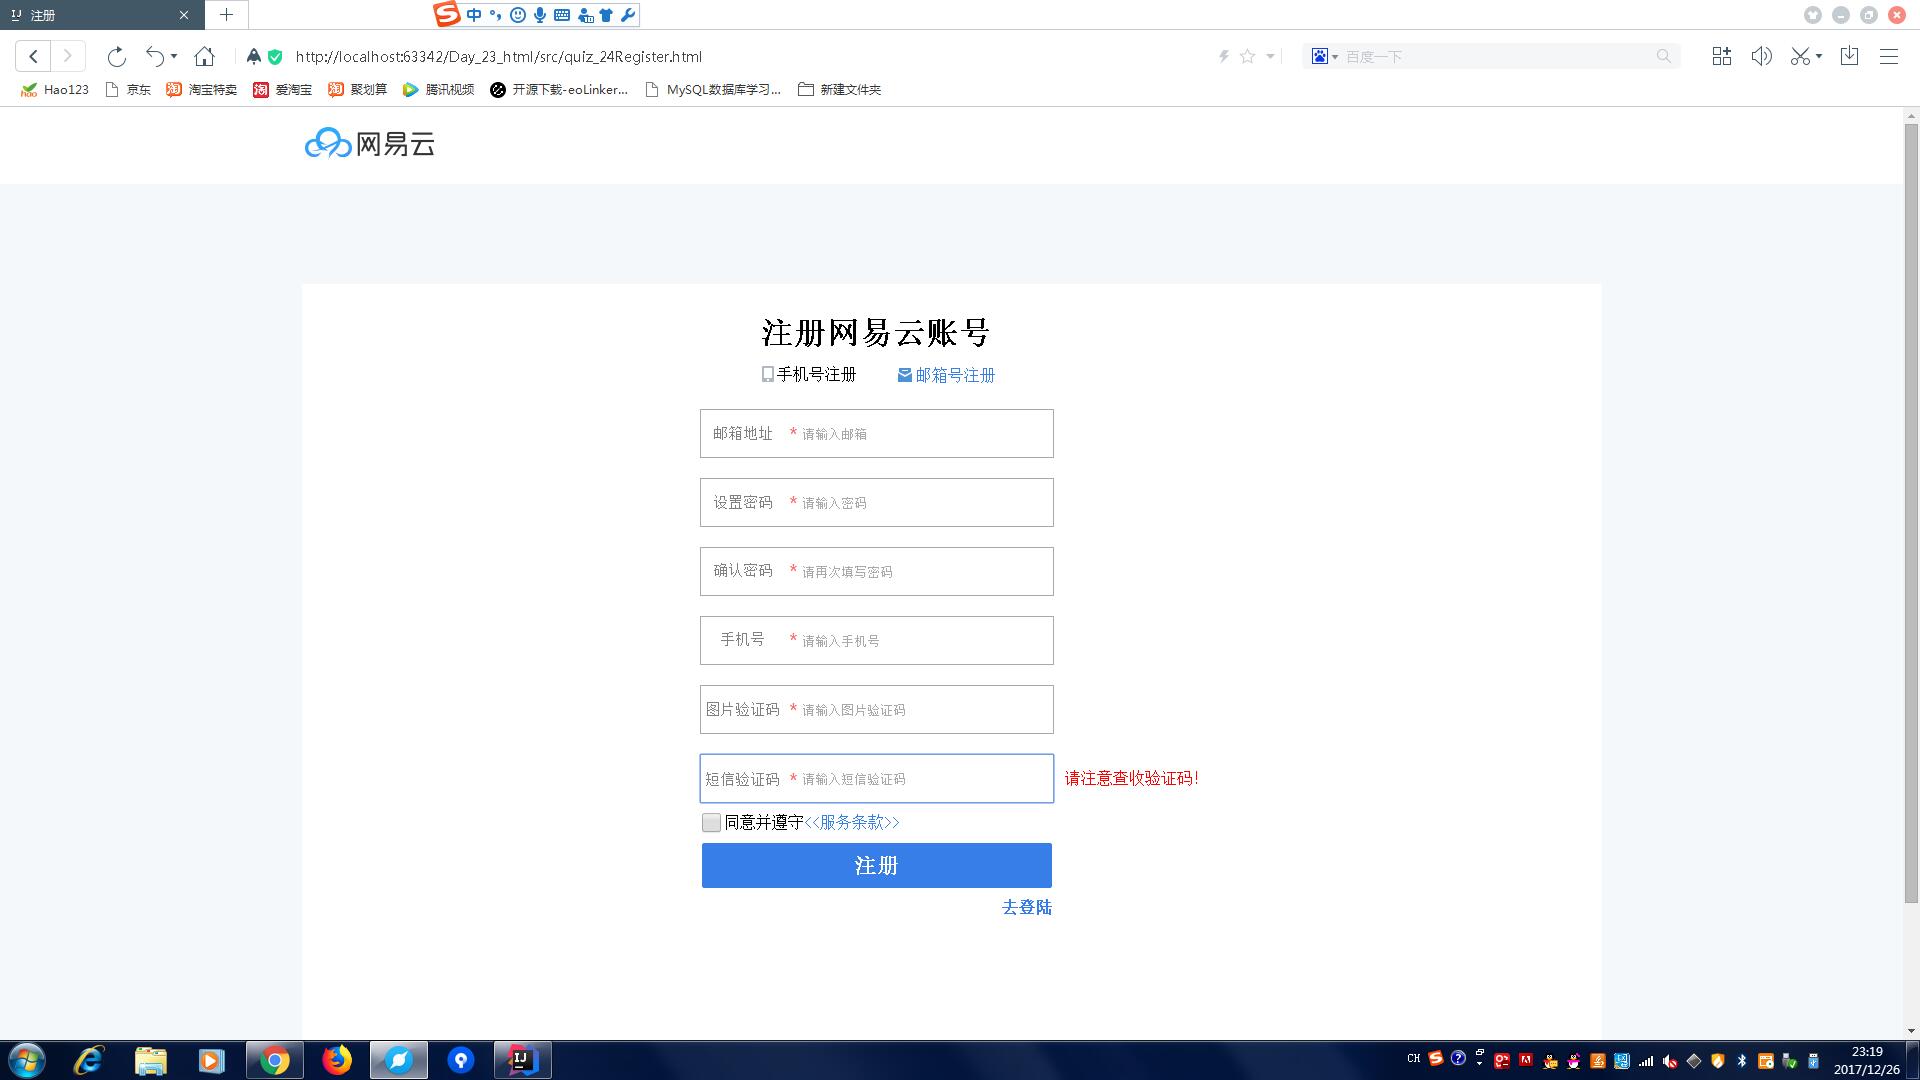 注册
中
http://localhost:63342/Day_23_html/src/quiz_24Register.html
百度一下
Hao123 京东 淘宝特卖 爱淘宝 聚划算 腾讯视频 开源下载-eoLinker... MySQL数据库学习... 新建文件夹
网易云
注册网易云账号
手机号注册 邮箱号注册
邮箱地址 * 请输入邮箱
设置密码 * 请输入密码
确认密码 * 请再次填写密码
手机号 * 请输入手机号
图片验证码 * 请输入图片验证码
短信验证码 * 请输入短信验证码 请注意查收验证码!
同意并遵守<<服务条款>>
注册
去登陆
CH
23:19
2017/12/26